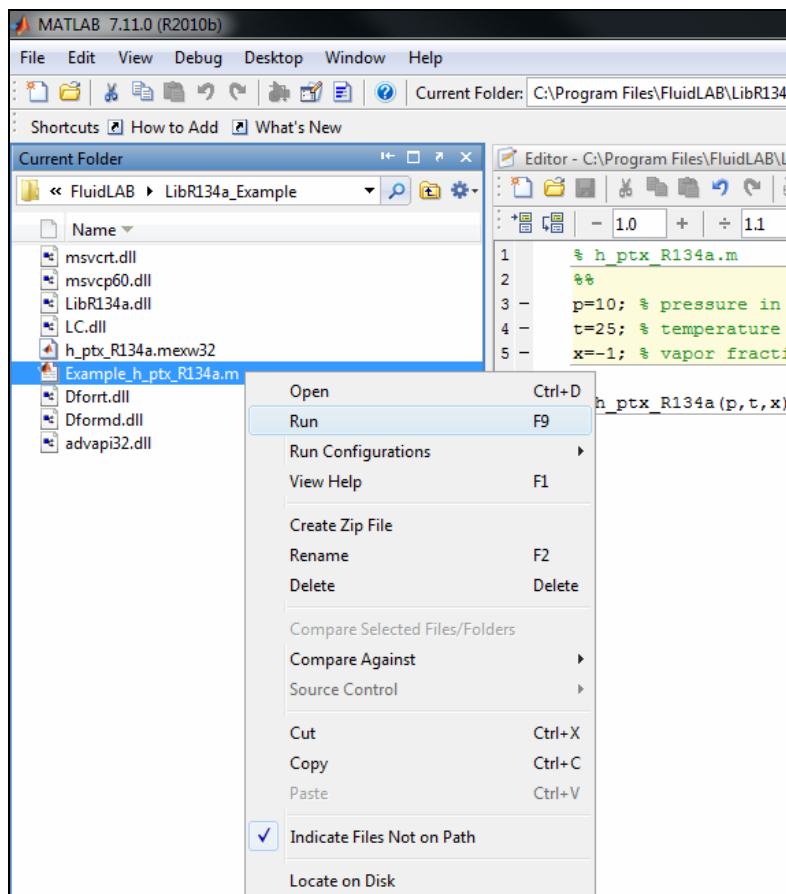 MATLAB 7.11.0 (R2010b)
File Edit View Debug Desktop Window Help
Current Folder: C:\Program Files\FluidLAB\LibR134
Shortcuts How to Add What's New
Current Folder
« FluidLAB LibR134a_Example
Name
msvcrt.dll
msvcp60.dll
LibR134a.dll
LC.dll
h_ptx_R134a.mexw32
Example_h_ptx_R134a.m
Dforrt.dll
Dformd.dll
advapi32.dll
Editor - C:\Program Files\FluidLAB\L
− 1.0 + ÷ 1.1
1 % h_ptx_R134a.m
2 %%
3 – p=10; % pressure in
4 – t=25; % temperature
5 – x=-1; % vapor fracti
h_ptx_R134a(p,t,x)
Open Ctrl+D
Run F9
Run Configurations
View Help F1
Create Zip File
Rename F2
Delete Delete
Compare Selected Files/Folders
Compare Against
Source Control
Cut Ctrl+X
Copy Ctrl+C
Paste Ctrl+V
Indicate Files Not on Path
Locate on Disk